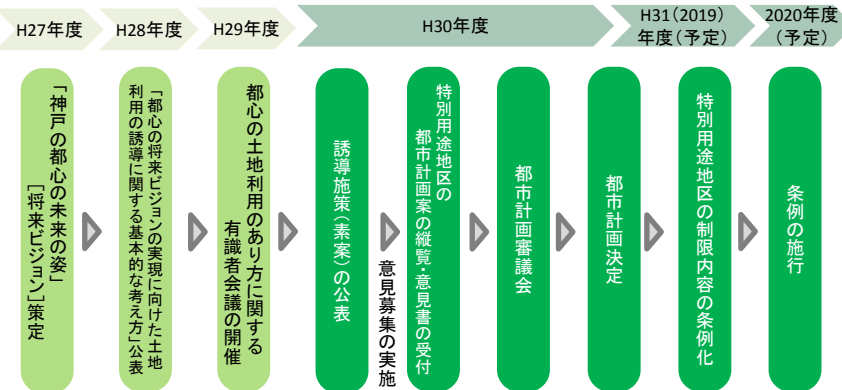 H27年度
H28年度
H29年度
H30年度
H31(2019)
年度(予定)
2020年度
(予定)
「神戸の都心の未来の姿」
[将来ビジョン]策定
「都心の将来ビジョンの実現に向けた土地
利用の誘導に関する基本的な考え方」公表
都心の土地利用のあり方に関する
有識者会議の開催
誘導施策(素案)の公表
意見募集の実施
特別用途地区の
都市計画案の縦覧・意見書の受付
都市計画審議会
都市計画決定
特別用途地区の制限内容の条例化
条例の施行